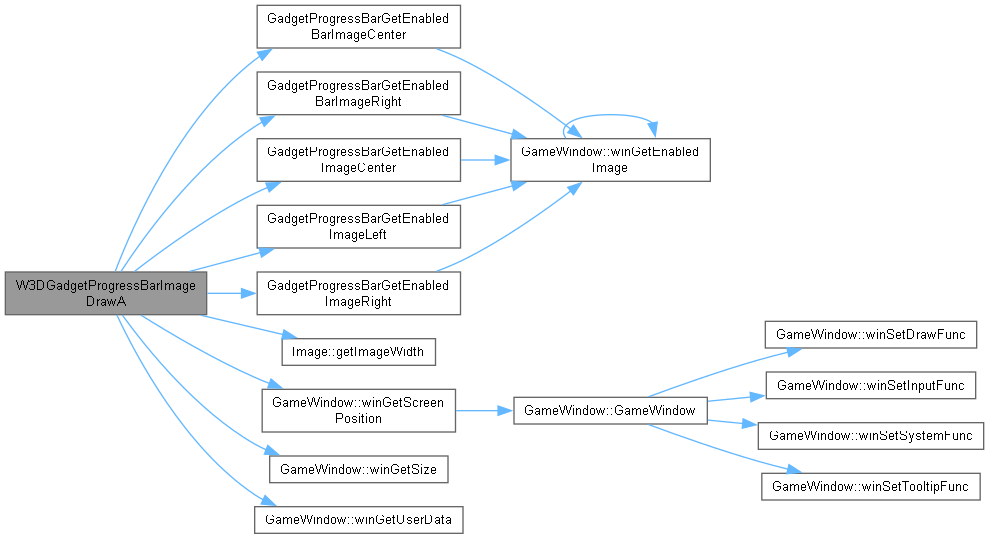 GadgetProgressBarGetEnabled
BarImageCenter
GadgetProgressBarGetEnabled
BarImageRight
GadgetProgressBarGetEnabled
ImageCenter
GadgetProgressBarGetEnabled
ImageLeft
GadgetProgressBarGetEnabled
ImageRight
GameWindow::winGetEnabled
Image
W3DGadgetProgressBarImage
DrawA
Image::getImageWidth
GameWindow::winGetScreen
Position
GameWindow::winGetSize
GameWindow::winGetUserData
GameWindow::GameWindow
GameWindow::winSetDrawFunc
GameWindow::winSetInputFunc
GameWindow::winSetSystemFunc
GameWindow::winSetTooltipFunc